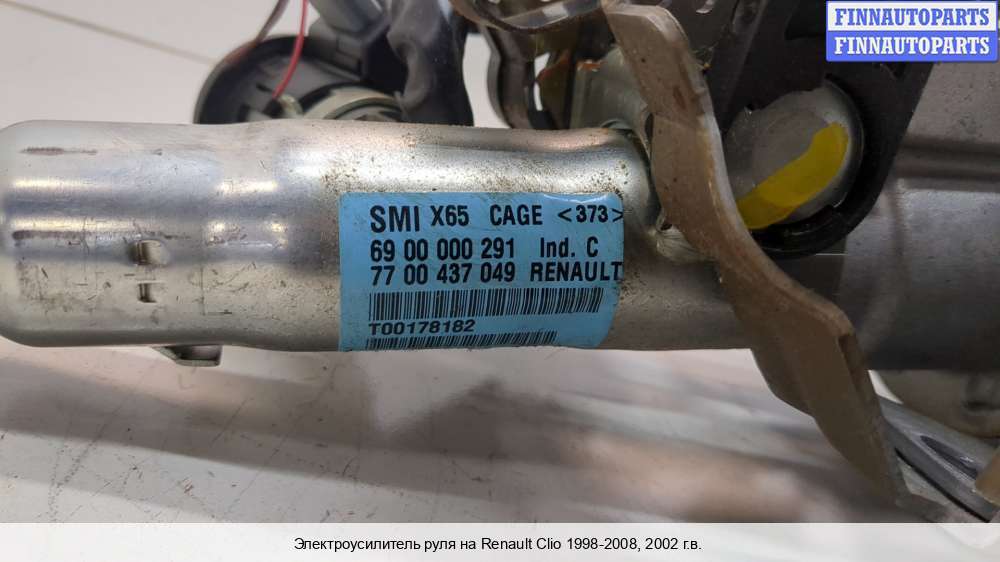 FINNAUTOPARTS
FINNAUTOPARTS
SMI X65 CAGE <373>
69 00 000 291 Ind. C
77 00 437 049 RENAULT
T00178182
Электроусилитель руля на Renault Clio 1998-2008, 2002 г.в.